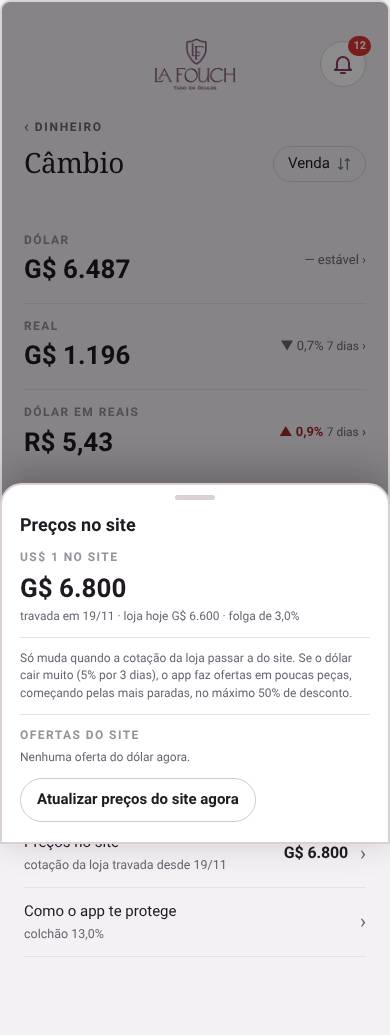 LA FOUCH
Tudo em Óculos
12
‹ DINHEIRO
Câmbio
Venda ↓↑
DÓLAR
G$ 6.487
— estável ›
REAL
G$ 1.196
▼ 0,7% 7 dias ›
DÓLAR EM REAIS
R$ 5,43
▲ 0,9% 7 dias ›
Preços no site
US$ 1 NO SITE
G$ 6.800
travada em 19/11 · loja hoje G$ 6.600 · folga de 3,0%
Só muda quando a cotação da loja passar a do site. Se o dólar
cair muito (5% por 3 dias), o app faz ofertas em poucas peças,
começando pelas mais paradas, no máximo 50% de desconto.
OFERTAS DO SITE
Nenhuma oferta do dólar agora.
Atualizar preços do site agora
Preços no site
G$ 6.800 ›
cotação da loja travada desde 19/11
Como o app te protege ›
colchão 13,0%